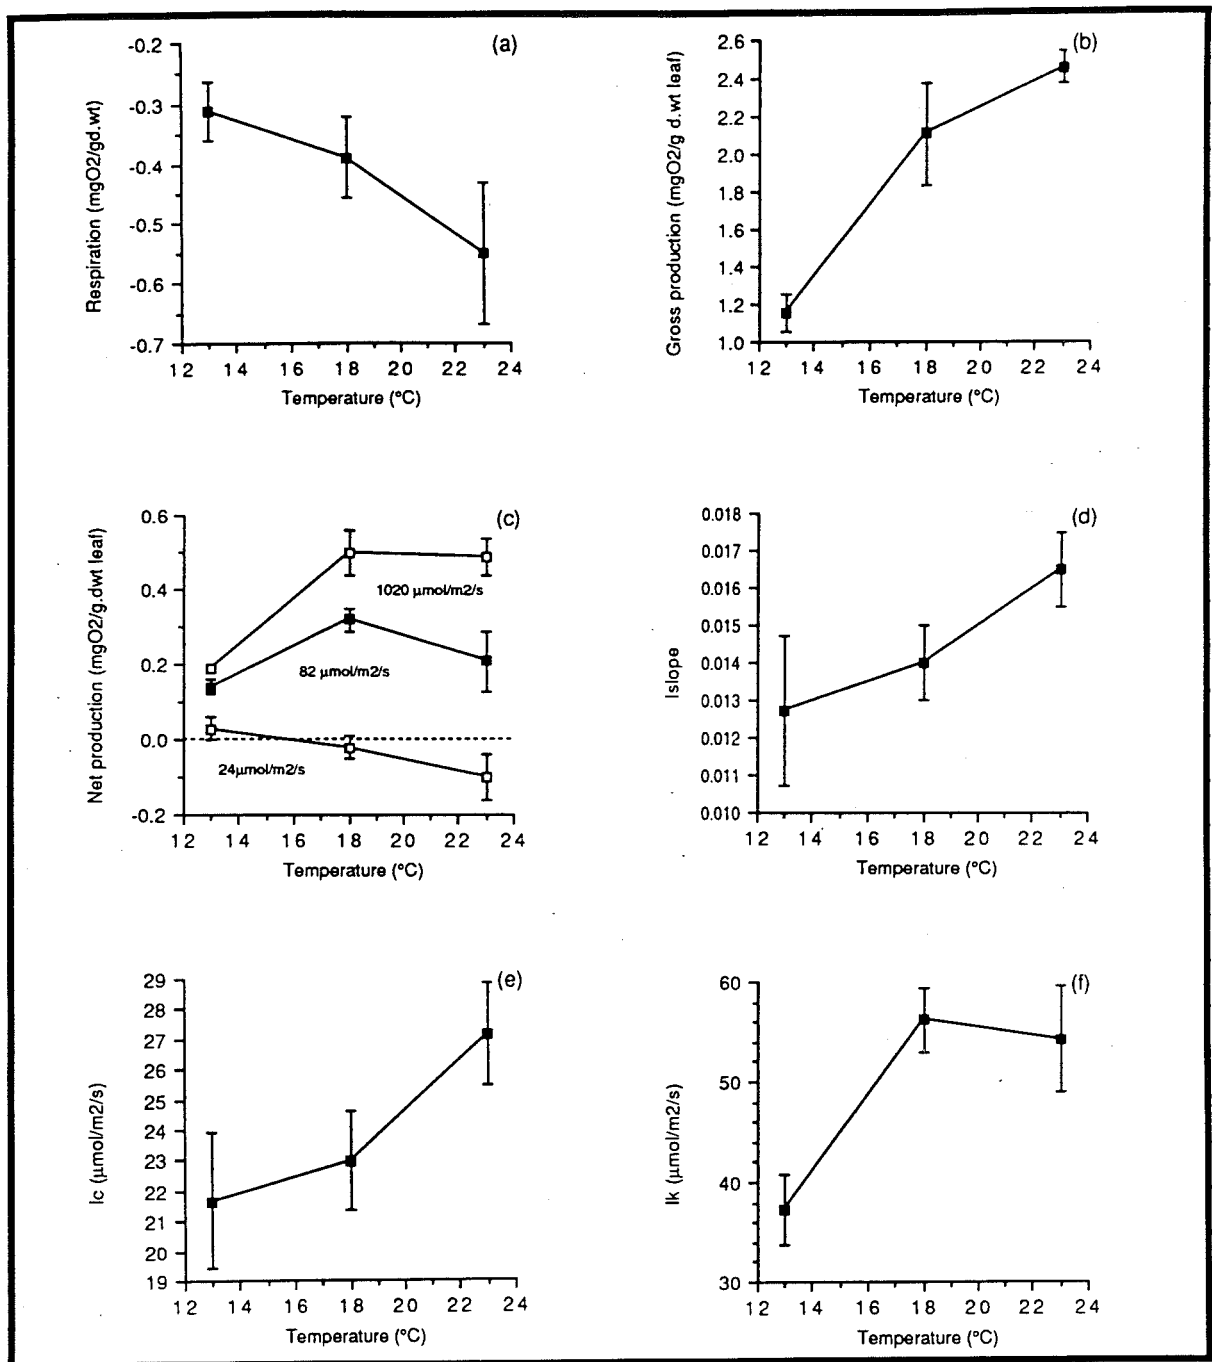 (a)
Respiration (mgO2/gd.wt)
-0.2
-0.3
-0.4
-0.5
-0.6
-0.7
12 14 16 18 20 22 24
Temperature (°C)
(b)
Gross production (mgO2/g d.wt leaf)
2.6
2.4
2.2
2.0
1.8
1.6
1.4
1.2
1.0
12 14 16 18 20 22 24
Temperature (°C)
(c)
Net production (mgO2/g.dwt leaf)
0.6
0.4
0.2
0.0
-0.2
1020 µmol/m2/s
82 µmol/m2/s
24µmol/m2/s
12 14 16 18 20 22 24
Temperature (°C)
(d)
Islope
0.018
0.017
0.016
0.015
0.014
0.013
0.012
0.011
0.010
12 14 16 18 20 22 24
Temperature (°C)
(e)
Ic (µmol/m2/s)
29
28
27
26
25
24
23
22
21
20
19
12 14 16 18 20 22 24
Temperature (°C)
(f)
Ik (µmol/m2/s)
60
50
40
30
12 14 16 18 20 22 24
Temperature (°C)